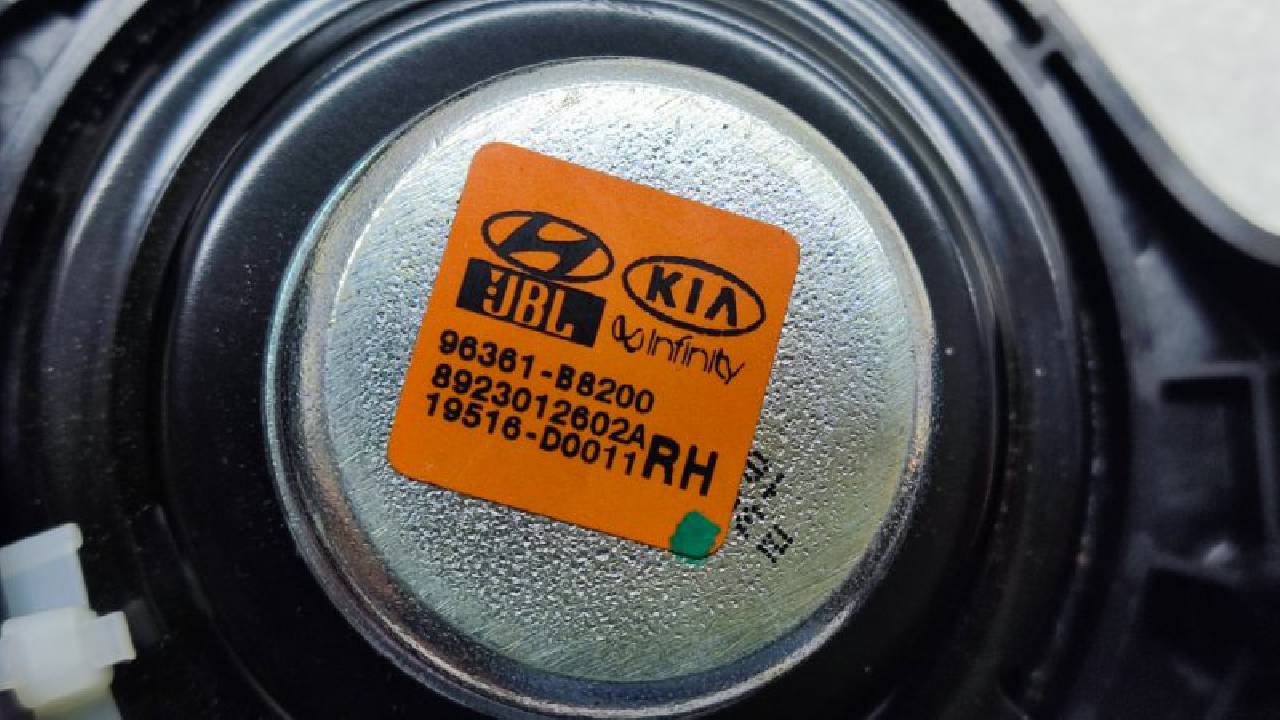 KIA
JBL
Infinity
96361-B8200
8923012602A
19516-D0011 RH